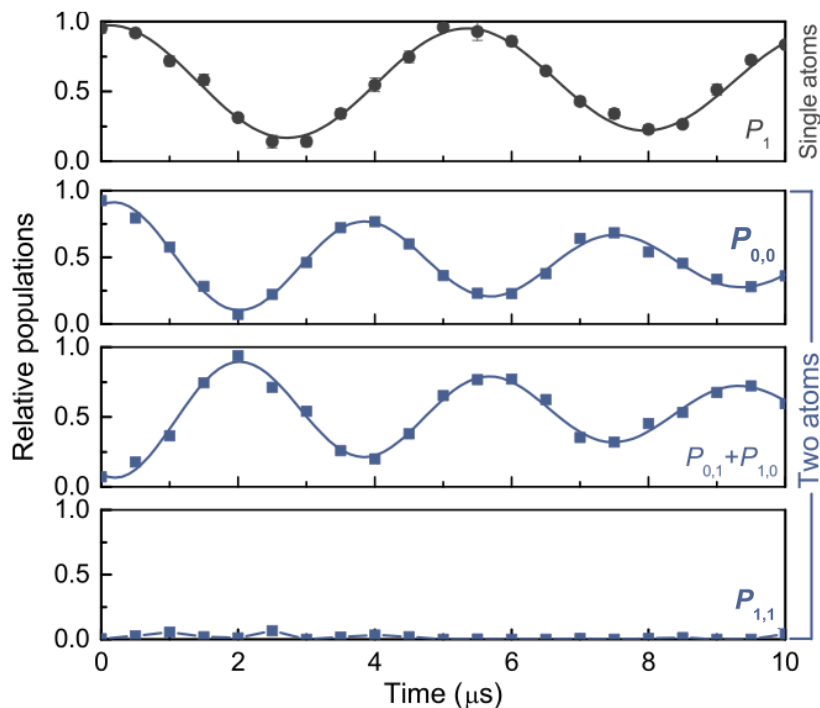 1.0
0.5
0.0
P₁
Single atoms
1.0
0.5
0.0
P₀,₀
1.0
0.5
0.0
P₀,₁+P₁,₀
1.0
0.5
0.0
P₁,₁
Two atoms
Relative populations
0 2 4 6 8 10
Time (μs)